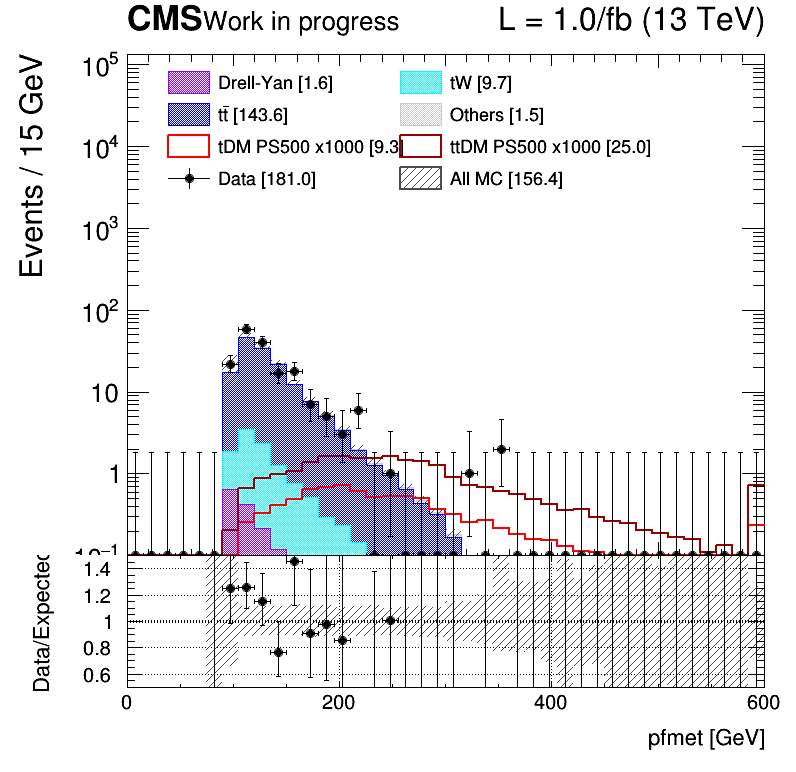 CMS Work in progress L = 1.0/fb (13 TeV)
Events / 15 GeV
10⁵
10⁴
10³
10²
10
1
10⁻¹
Drell-Yan [1.6] tW [9.7]
tt̄ [143.6] Others [1.5]
tDM PS500 x1000 [9.3 ttDM PS500 x1000 [25.0]
Data [181.0] All MC [156.4]
Data/Expected
1.4
1.2
1
0.8
0.6
0 200 400 600
pfmet [GeV]